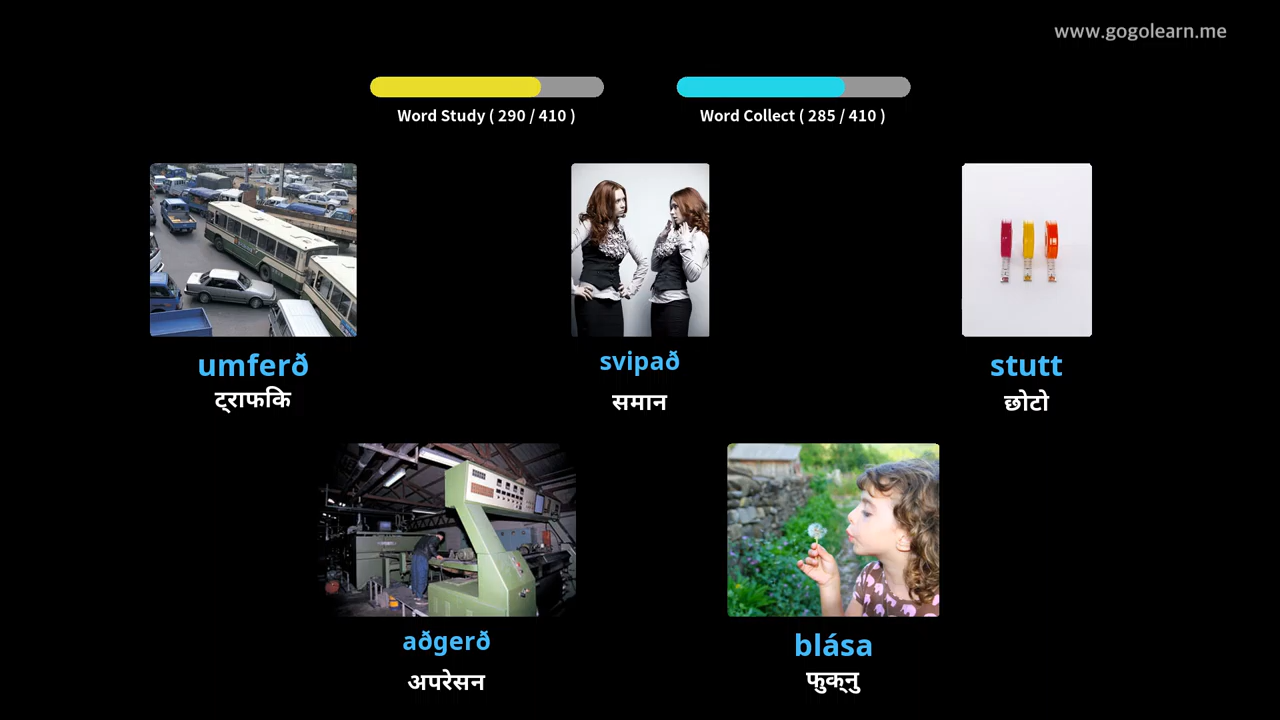 www.gogolearn.me
Word Study ( 290 / 410 )
Word Collect ( 285 / 410 )
umferð
ट्राफिक
svipað
समान
stutt
छोटो
aðgerð
अपरेसन
blása
फुक्नु